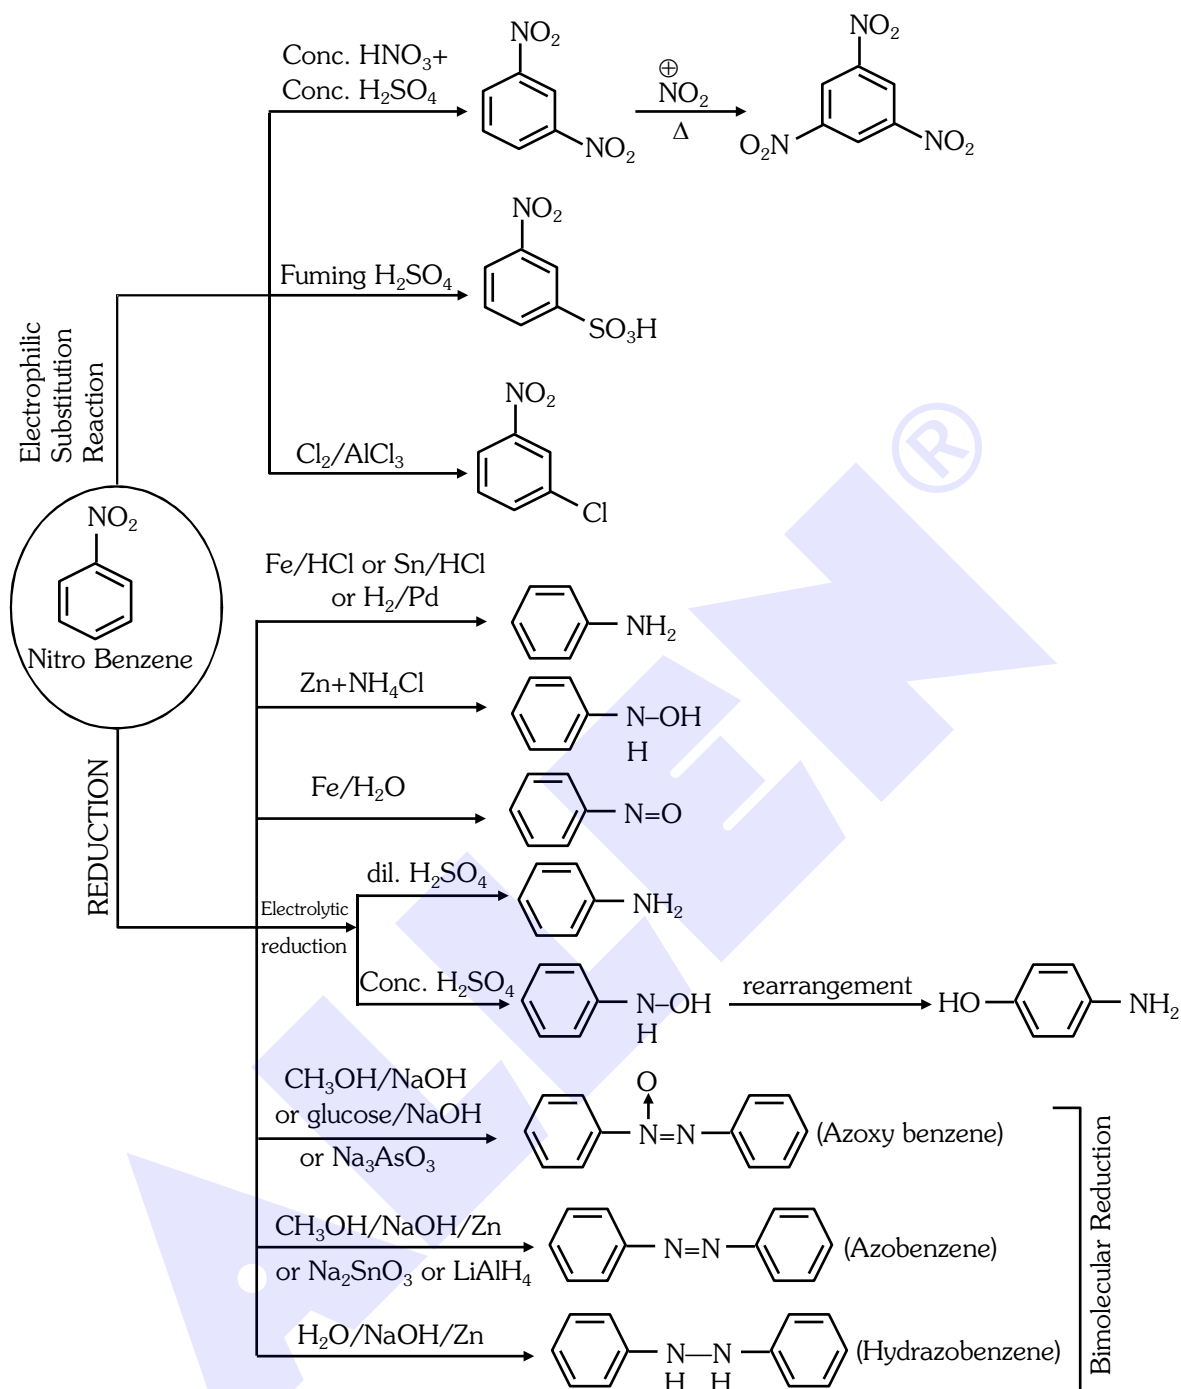 NO₂
NO₂
Conc. HNO₃+
Conc. H₂SO₄
⊕
NO₂
Δ
NO₂
O₂N
NO₂
NO₂
Fuming H₂SO₄
SO₃H
Electrophilic
Substitution
Reaction
NO₂
Cl₂/AlCl₃
Cl
NO₂
Nitro Benzene
Fe/HCl or Sn/HCl
or H₂/Pd
NH₂
Zn+NH₄Cl
N–OH
H
REDUCTION
Fe/H₂O
N=O
Electrolytic
reduction
dil. H₂SO₄
NH₂
Conc. H₂SO₄
N–OH
H
rearrangement
HO
NH₂
CH₃OH/NaOH
or glucose/NaOH
or Na₃AsO₃
O
N=N
(Azoxy benzene)
CH₃OH/NaOH/Zn
or Na₂SnO₃ or LiAlH₄
N=N
(Azobenzene)
H₂O/NaOH/Zn
N—N
H H
(Hydrazobenzene)
Bimolecular Reduction
ALLEN
®